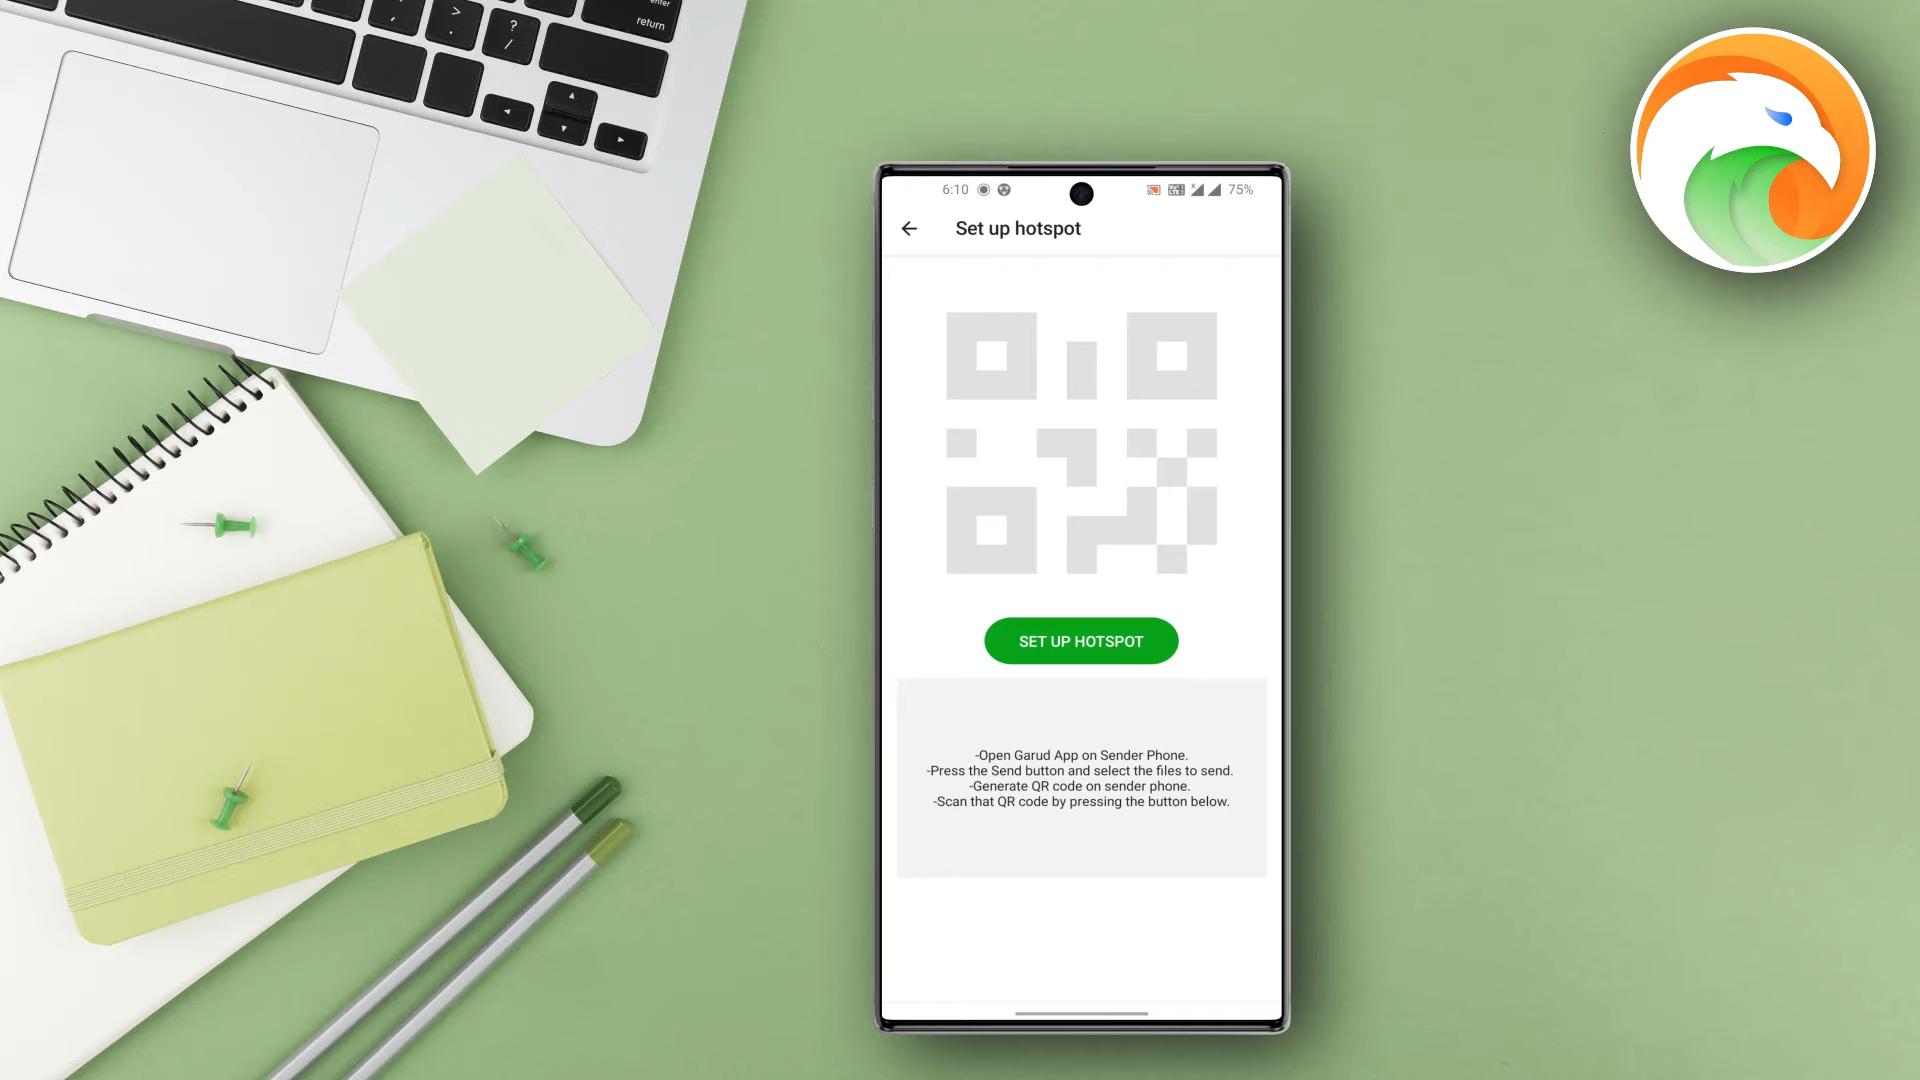 enter
return
?
/
>
.
,
6:10
75%
Set up hotspot
SET UP HOTSPOT
-Open Garud App on Sender Phone.
-Press the Send button and select the files to send.
-Generate QR code on sender phone.
-Scan that QR code by pressing the button below.